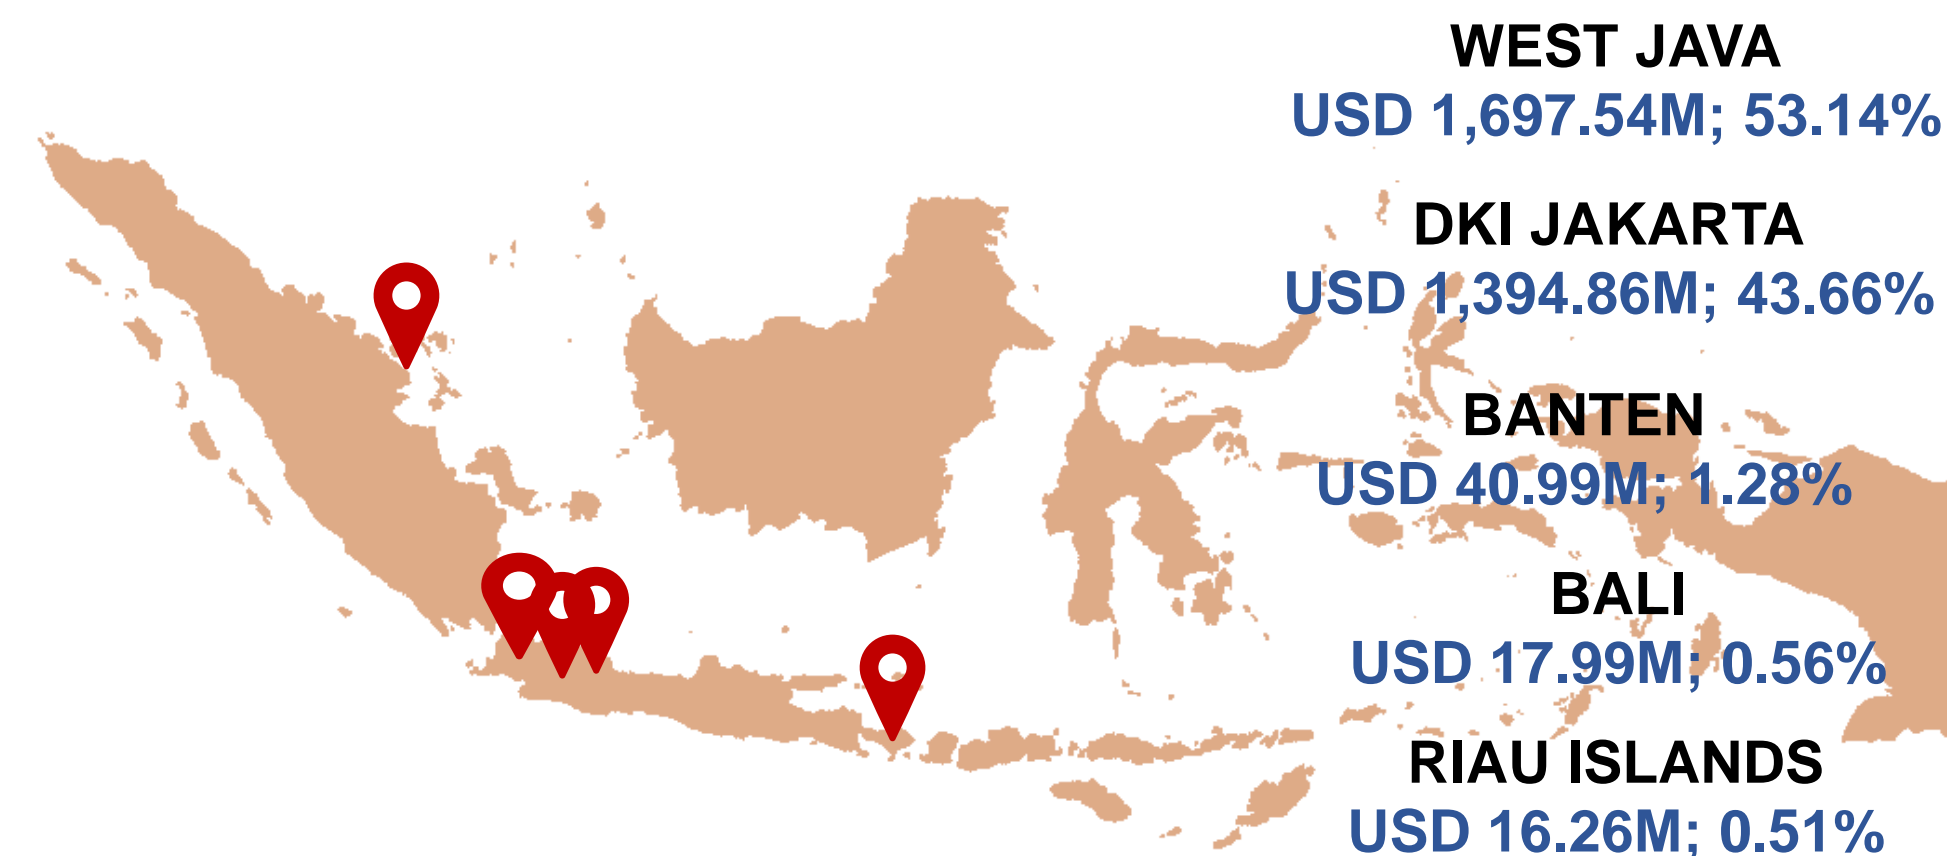 WEST JAVA
USD 1,697.54M; 53.14%
DKI JAKARTA
USD 1,394.86M; 43.66%
BANTEN
USD 40.99M; 1.28%
BALI
USD 17.99M; 0.56%
RIAU ISLANDS
USD 16.26M; 0.51%